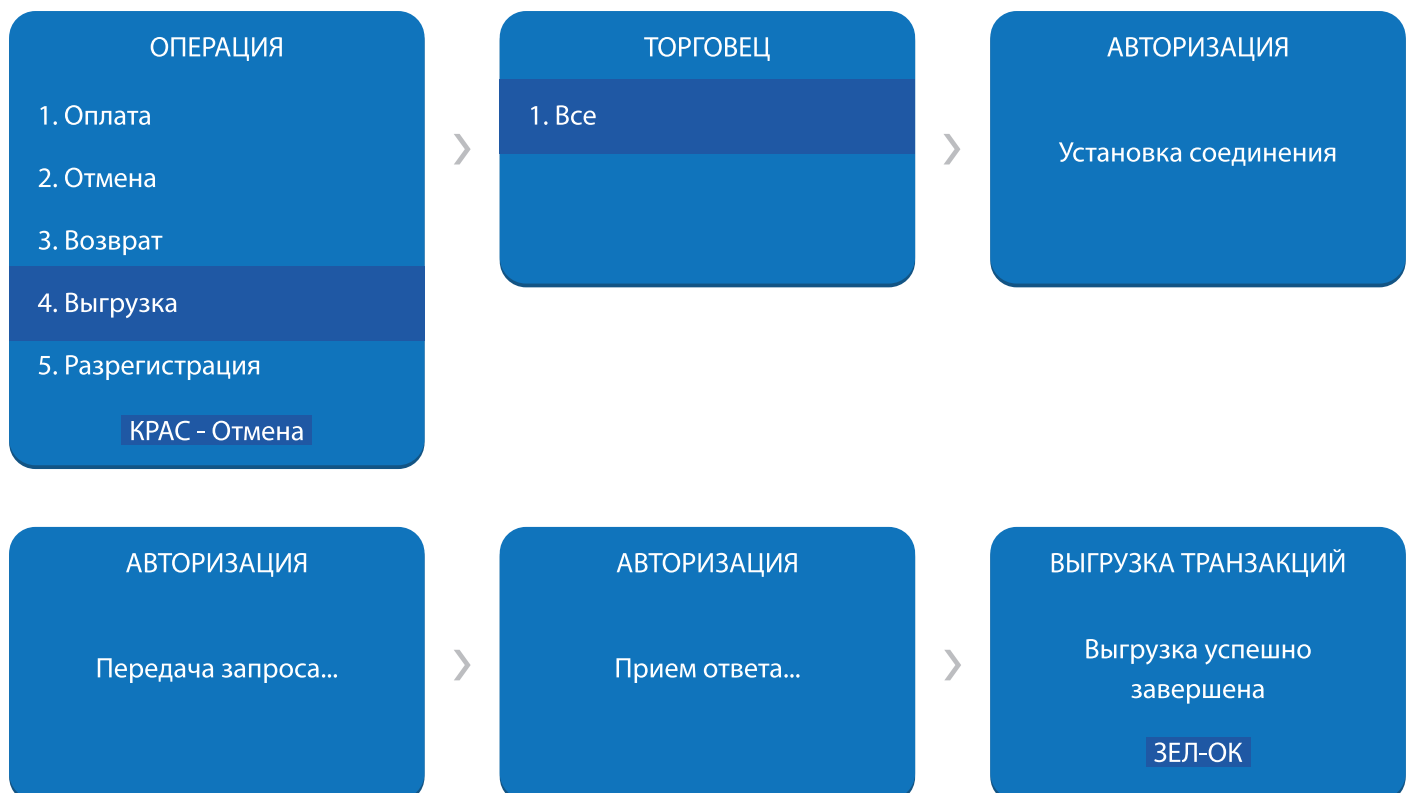 ОПЕРАЦИЯ
1. Оплата
2. Отмена
3. Возврат
4. Выгрузка
5. Разрегистрация
КРАС - Отмена
ТОРГОВЕЦ
1. Все
АВТОРИЗАЦИЯ
Установка соединения
АВТОРИЗАЦИЯ
Передача запроса...
АВТОРИЗАЦИЯ
Прием ответа...
ВЫГРУЗКА ТРАНЗАКЦИЙ
Выгрузка успешно
завершена
ЗЕЛ-ОК